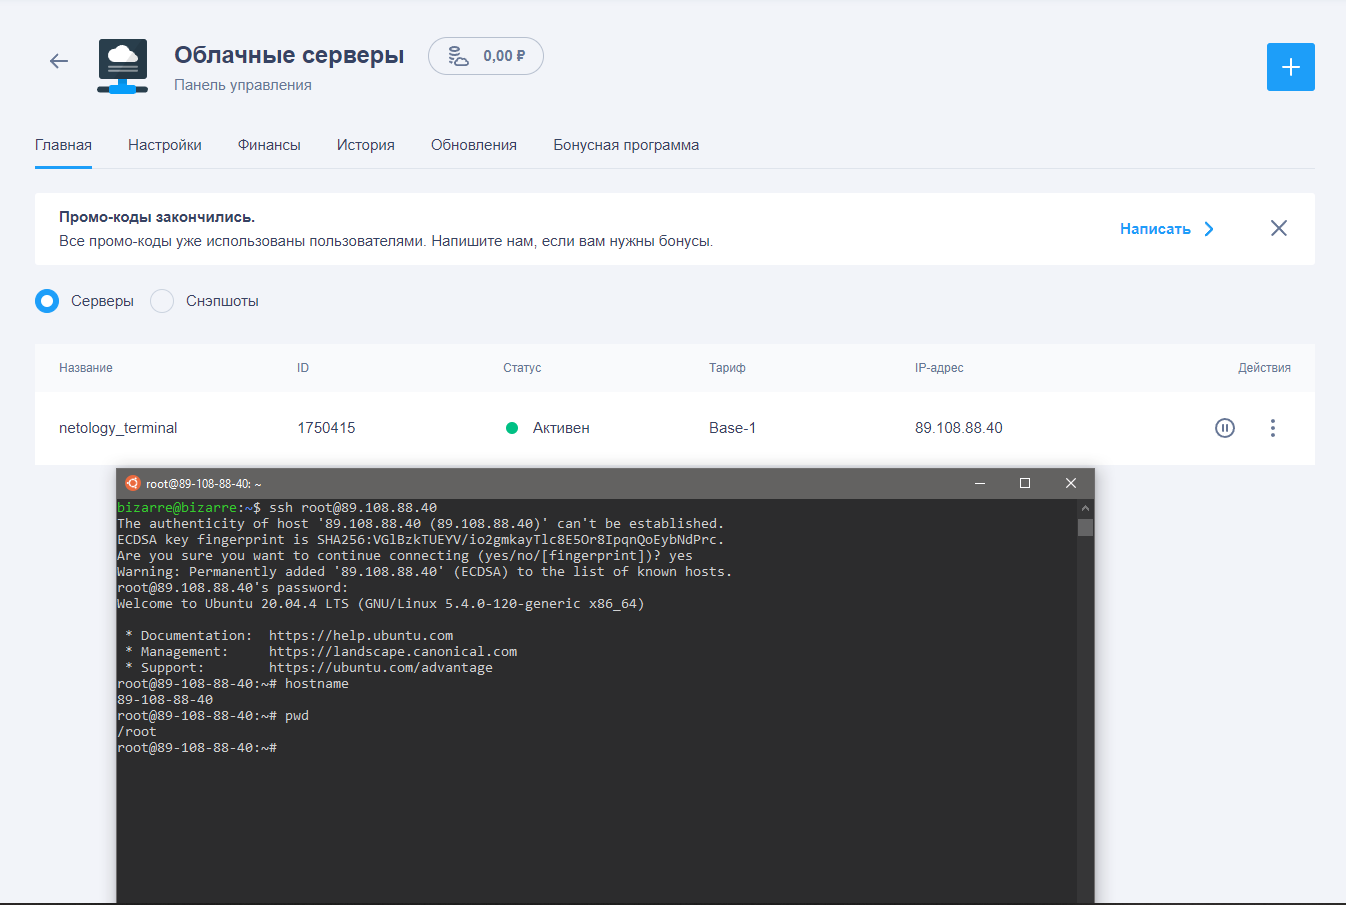 Облачные серверы
0,00 ₽
Панель управления
Главная Настройки Финансы История Обновления Бонусная программа
Промо-коды закончились.
Все промо-коды уже использованы пользователями. Напишите нам, если вам нужны бонусы.
Написать
Серверы Снэпшоты
Название ID Статус Тариф IP-адрес Действия
netology_terminal 1750415 Активен Base-1 89.108.88.40
root@89-108-88-40: ~
bizarre@bizarre:~$ ssh root@89.108.88.40
The authenticity of host '89.108.88.40 (89.108.88.40)' can't be established.
ECDSA key fingerprint is SHA256:VGlBzkTUEYV/io2gmkayTlc8E5Or8IpqnQoEybNdPrc.
Are you sure you want to continue connecting (yes/no/[fingerprint])? yes
Warning: Permanently added '89.108.88.40' (ECDSA) to the list of known hosts.
root@89.108.88.40's password:
Welcome to Ubuntu 20.04.4 LTS (GNU/Linux 5.4.0-120-generic x86_64)
* Documentation: https://help.ubuntu.com
* Management: https://landscape.canonical.com
* Support: https://ubuntu.com/advantage
root@89-108-88-40:~# hostname
89-108-88-40
root@89-108-88-40:~# pwd
/root
root@89-108-88-40:~#